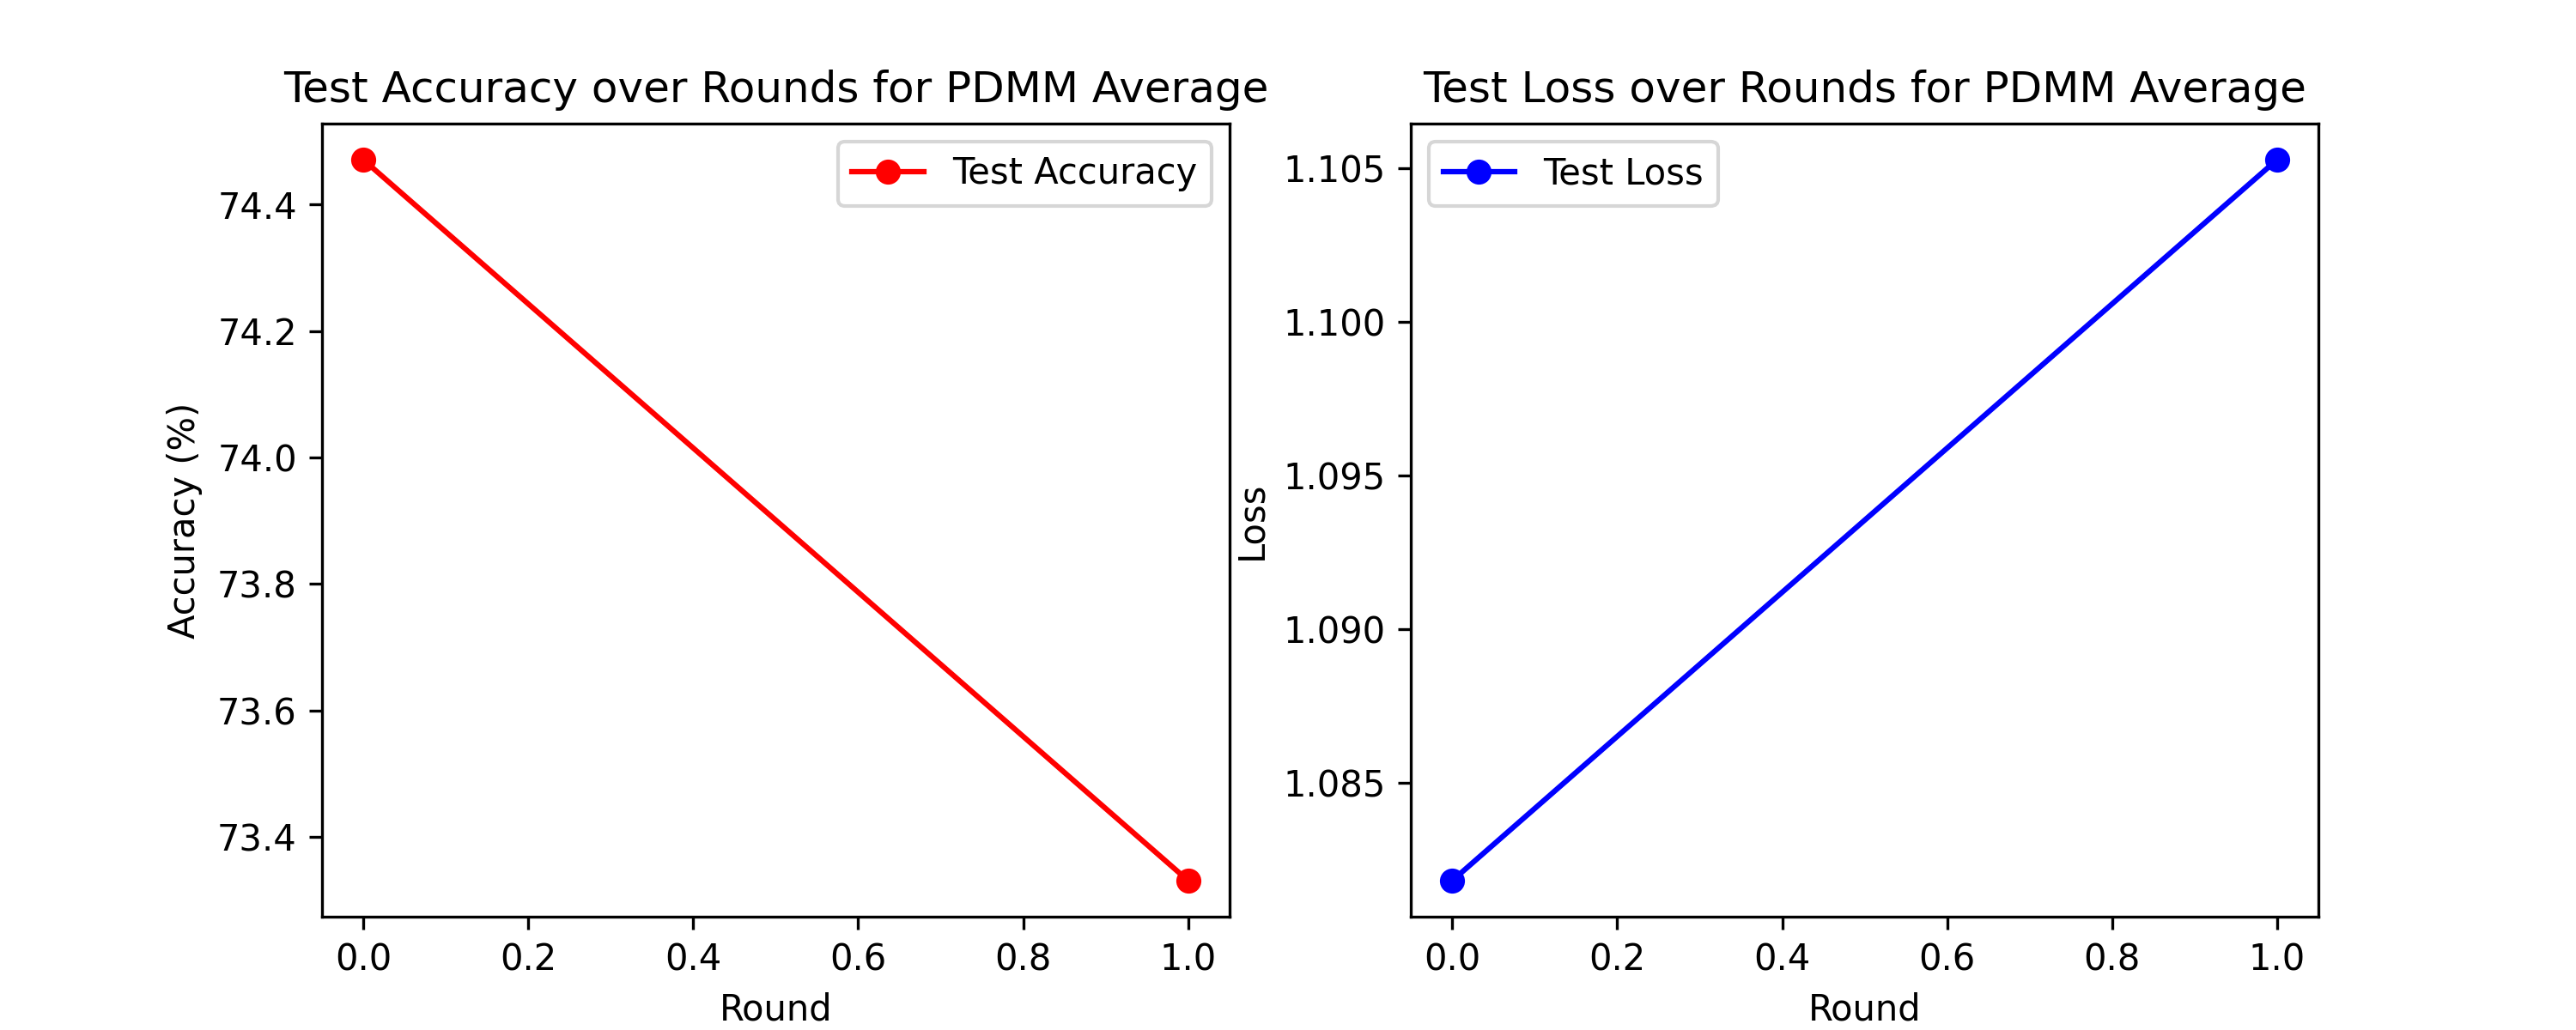 Test Accuracy over Rounds for PDMM Average
Test Accuracy
74.4
74.2
74.0
73.8
73.6
73.4
Accuracy (%)
0.0 0.2 0.4 0.6 0.8 1.0
Round
Test Loss over Rounds for PDMM Average
Test Loss
1.105
1.100
1.095
1.090
1.085
Loss
0.0 0.2 0.4 0.6 0.8 1.0
Round